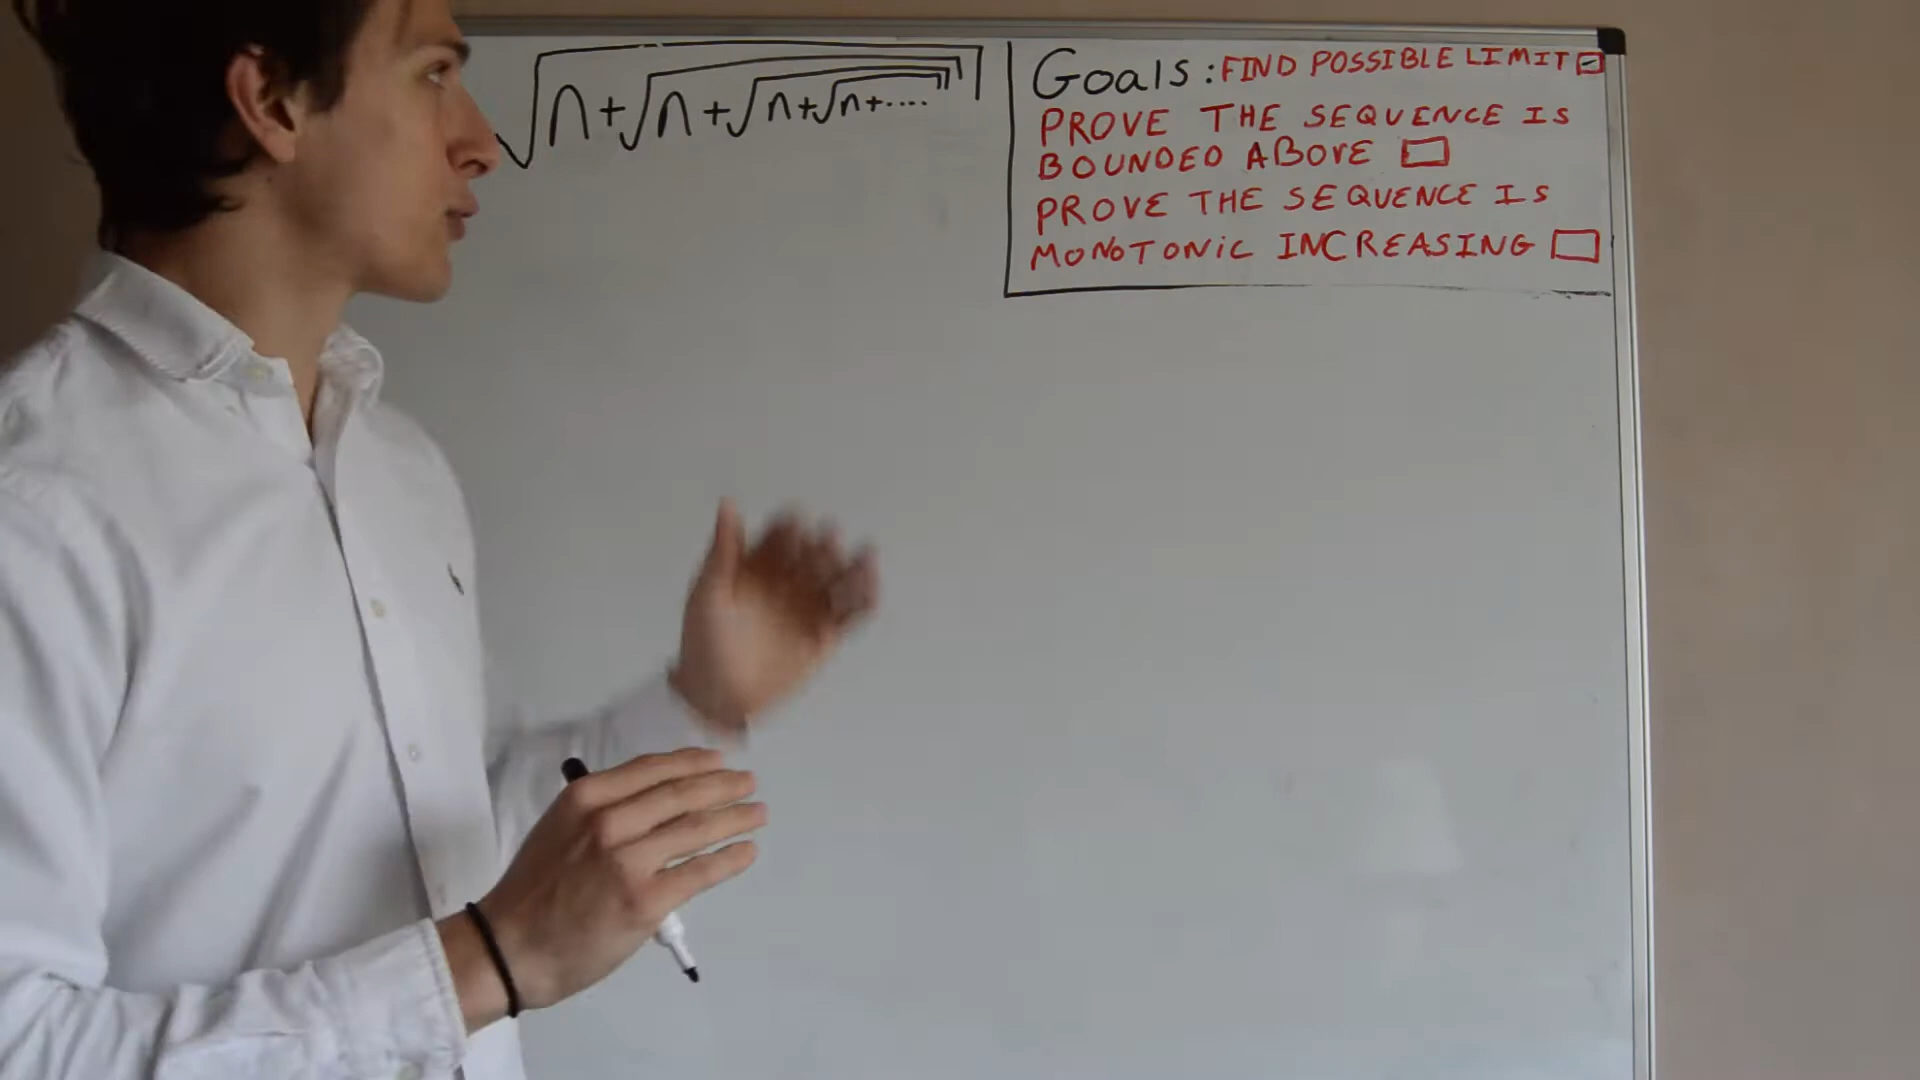 √n+√n+√n+√n+....
Goals: FIND POSSIBLE LIMIT
PROVE THE SEQUENCE IS
BOUNDED ABOVE
PROVE THE SEQUENCE IS
MONOTONIC INCREASING